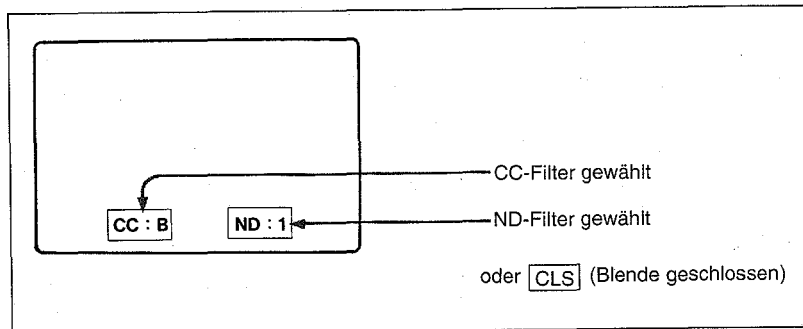 CC-Filter gewählt
CC : B
ND : 1
ND-Filter gewählt
oder CLS (Blende geschlossen)